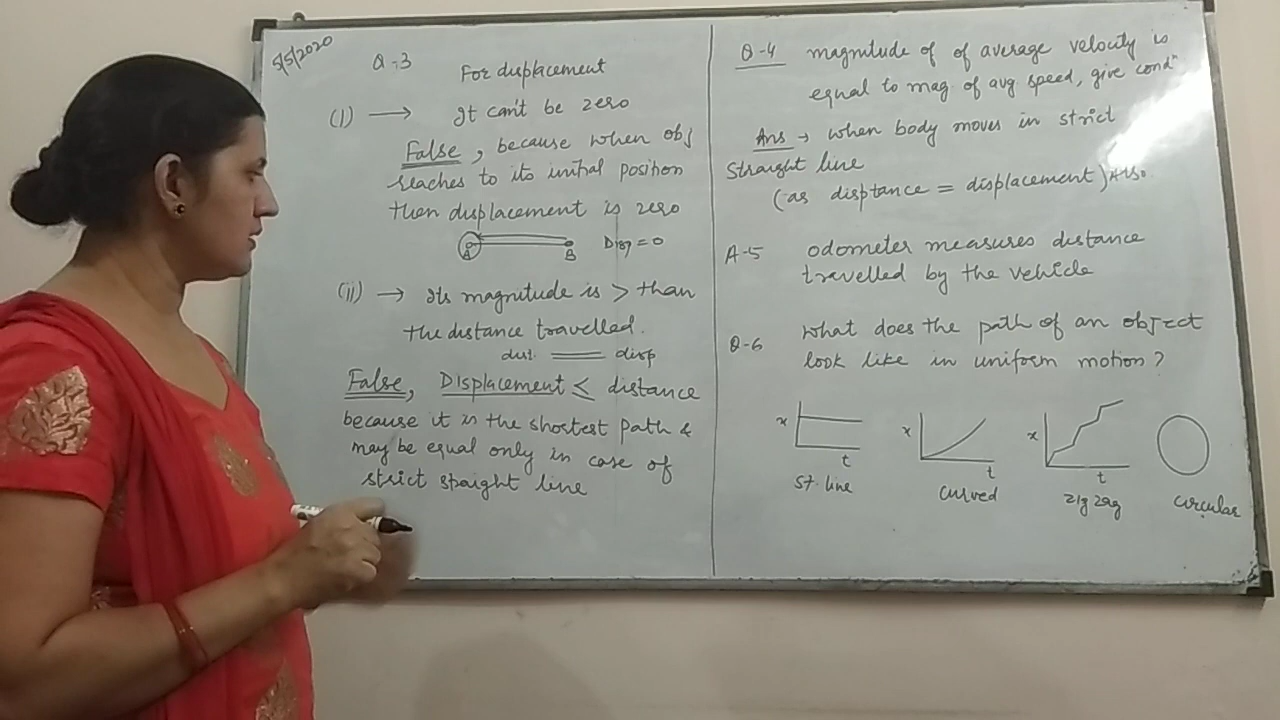 5/5/2020
Q-3
For displacement
(i) → It can't be zero
False, because when obj
reaches to its initial position
then displacement is zero
A B Disp = 0
(ii) → Its magnitude is > than
the distance travelled.
dist. disp
False, Displacement ≤ distance
because it is the shortest path &
may be equal only in case of
strict straight line
Q-4 magnitude of of average velocity is
equal to mag. of avg speed, give condn
Ans → when body moves in strict
straight line
(as disptance = displacement) Ans.
A-5 odometer measures distance
travelled by the vehicle
Q-6 what does the path of an object
look like in uniform motion?
x t x t x t
st. line curved zig zag circular